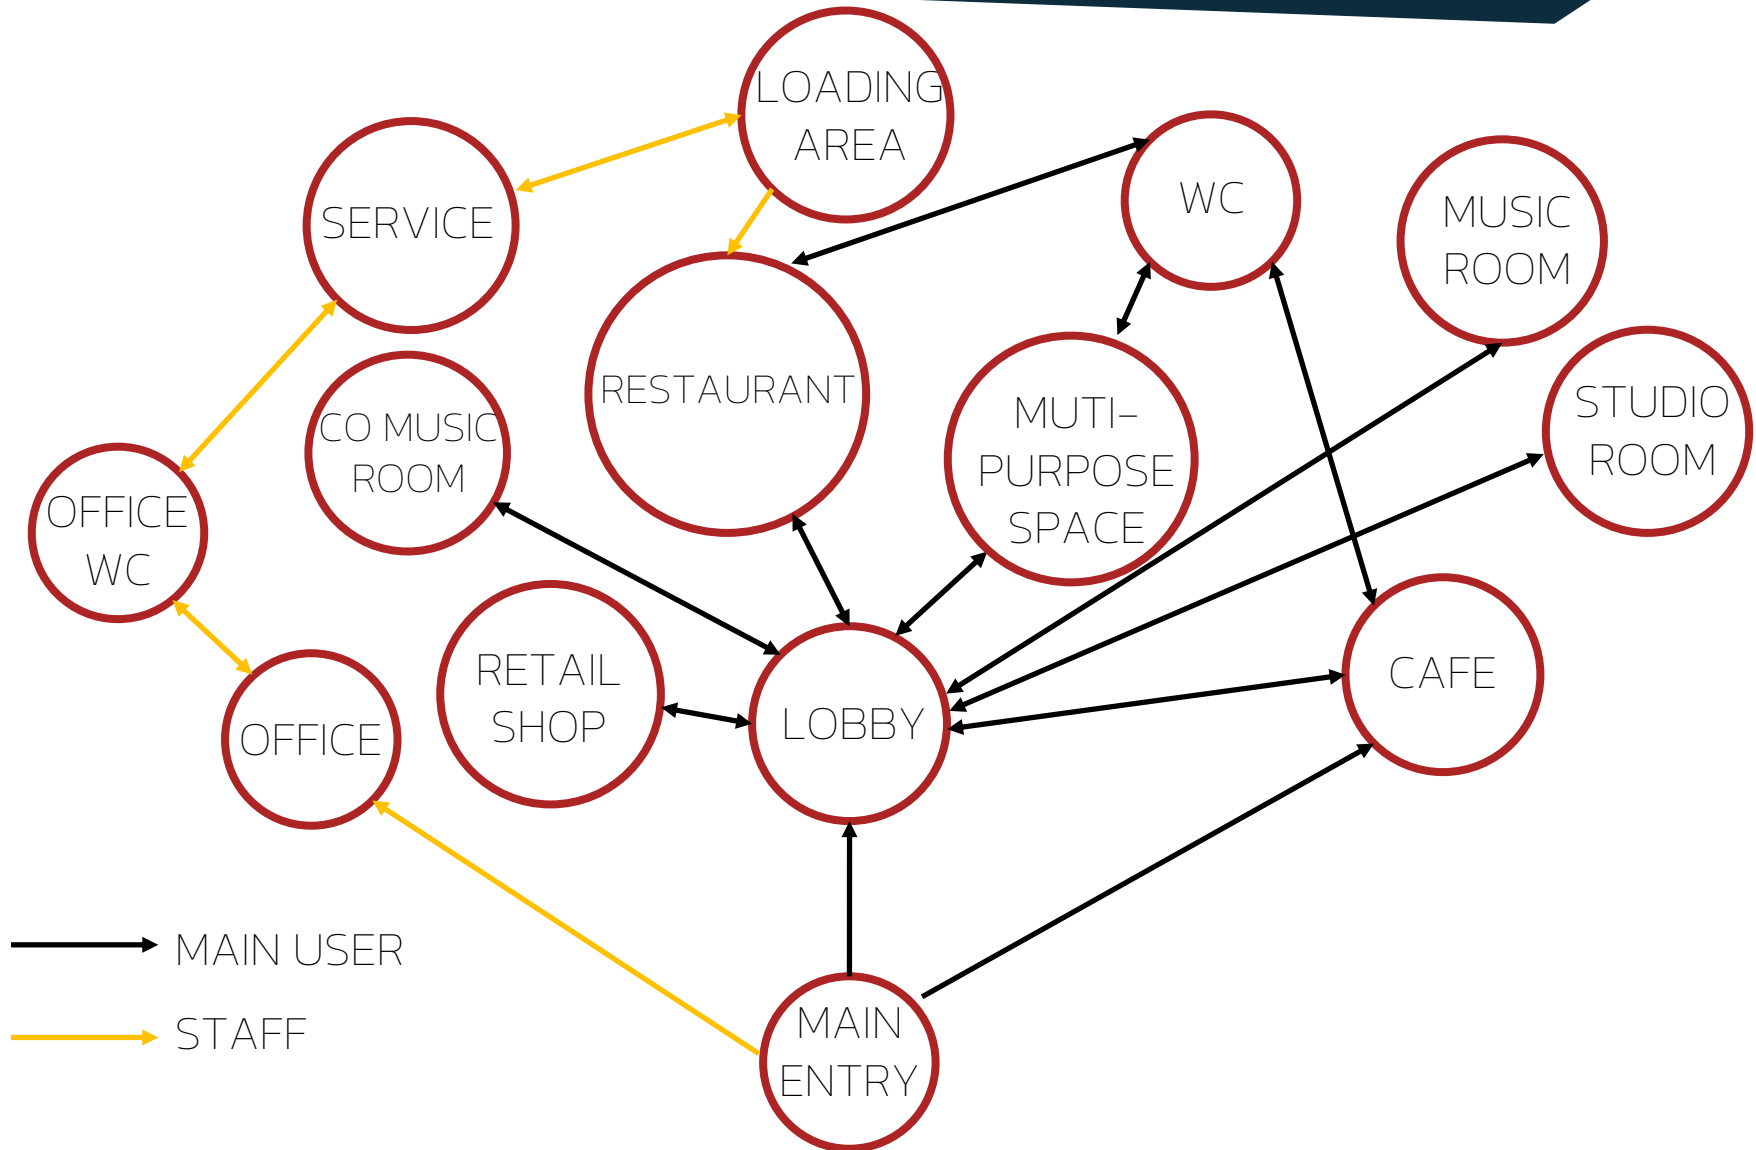 LOADING
AREA
WC
SERVICE
MUSIC
ROOM
RESTAURANT
CO MUSIC
ROOM
MUTI-
PURPOSE
SPACE
STUDIO
ROOM
OFFICE
WC
RETAIL
SHOP
LOBBY
CAFE
OFFICE
MAIN USER
STAFF
MAIN
ENTRY